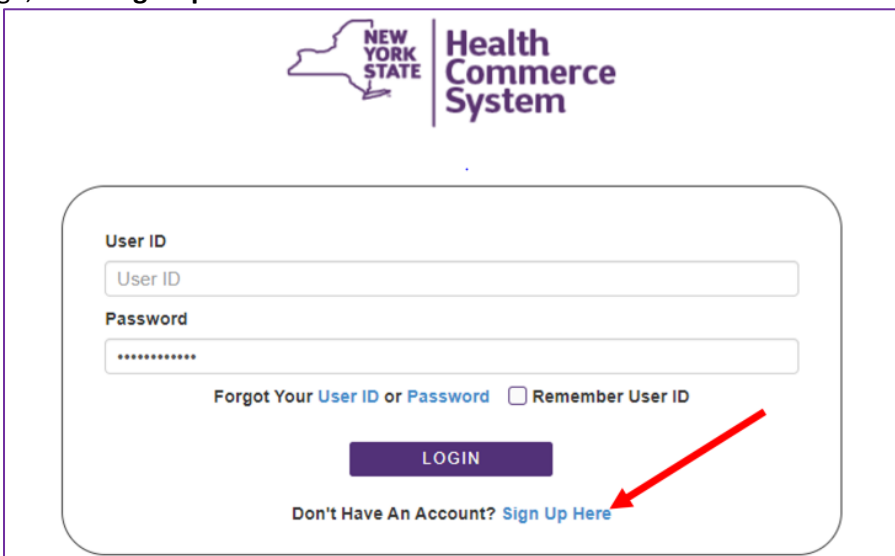 NEW
YORK
STATE
Health
Commerce
System
User ID
User ID
Password
••••••••••••
Forgot Your User ID or Password Remember User ID
LOGIN
Don't Have An Account? Sign Up Here